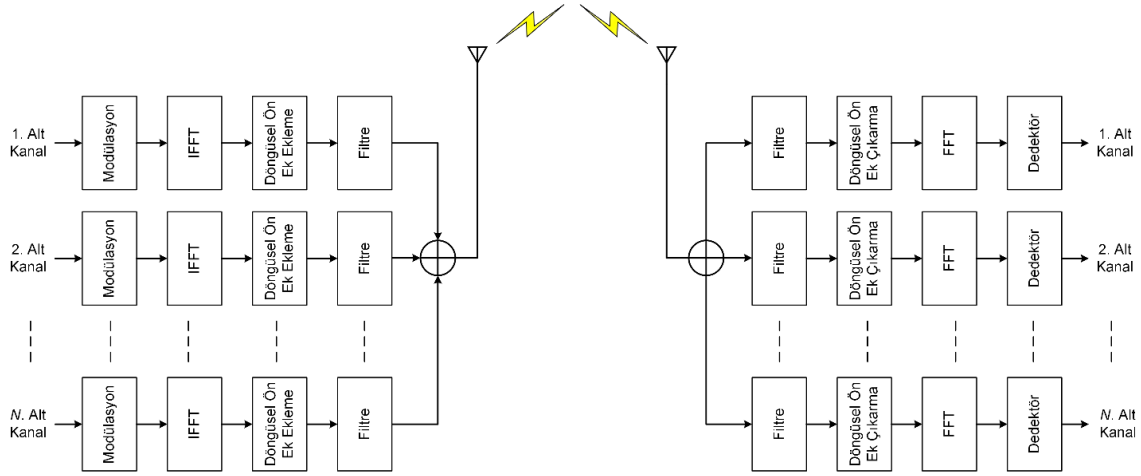 1. Alt
Kanal
Modülasyon
IFFT
Döngüsel Ön
Ek Ekleme
Filtre
Filtre
Döngüsel Ön
Ek Çıkarma
FFT
Dedektör
1. Alt
Kanal
2. Alt
Kanal
Modülasyon
IFFT
Döngüsel Ön
Ek Ekleme
Filtre
Filtre
Döngüsel Ön
Ek Çıkarma
FFT
Dedektör
2. Alt
Kanal
N. Alt
Kanal
Modülasyon
IFFT
Döngüsel Ön
Ek Ekleme
Filtre
Filtre
Döngüsel Ön
Ek Çıkarma
FFT
Dedektör
N. Alt
Kanal